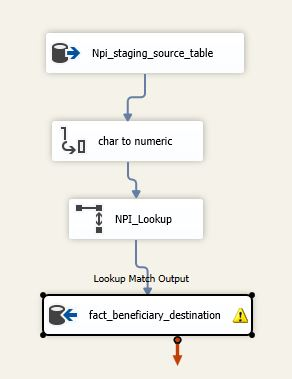 Npi_staging_source_table
char to numeric
NPI_Lookup
Lookup Match Output
fact_beneficiary_destination